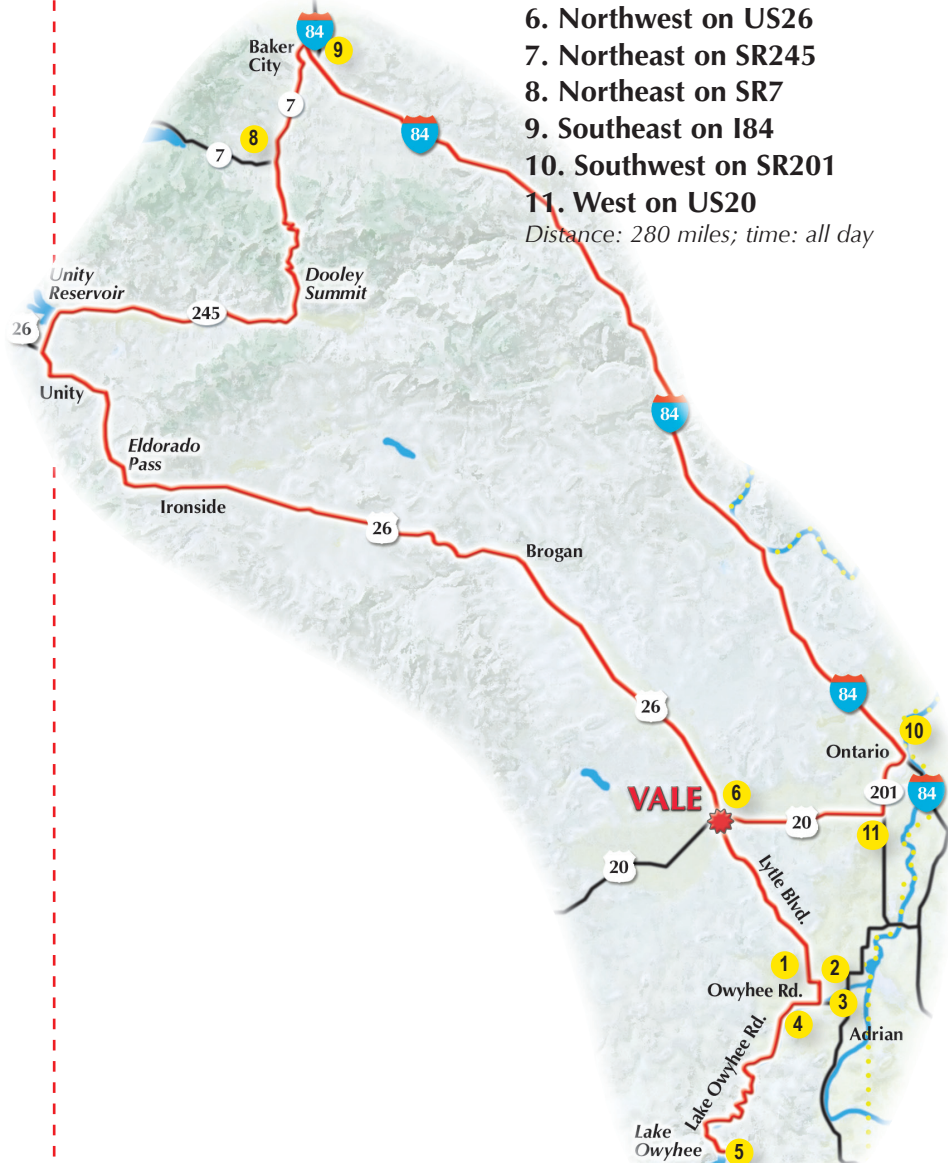 6. Northwest on US26
7. Northeast on SR245
8. Northeast on SR7
9. Southeast on I84
10. Southwest on SR201
11. West on US20
Distance: 280 miles; time: all day
84
Baker
City
9
7
84
8
7
Unity
Reservoir
Dooley
Summit
245
26
Unity
84
Eldorado
Pass
Ironside
26
Brogan
26
84
10
Ontario
VALE
6
201
84
20
11
20
Lytle Blvd.
1
2
Owyhee Rd.
3
4
Adrian
Lake Owyhee Rd.
Lake
Owyhee
5